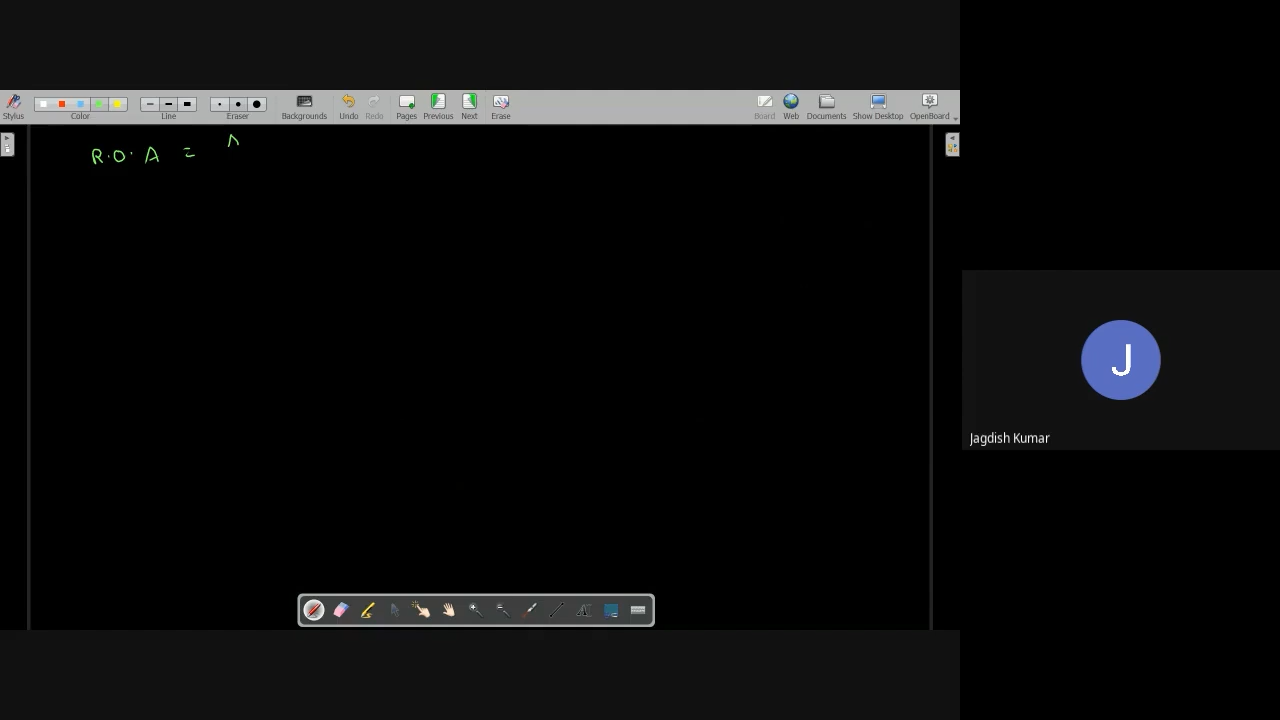 Stylus Color Line Eraser Backgrounds Undo Redo Pages Previous Next Erase Board Web Documents Show Desktop OpenBoard
R.O. A =
J
Jagdish Kumar